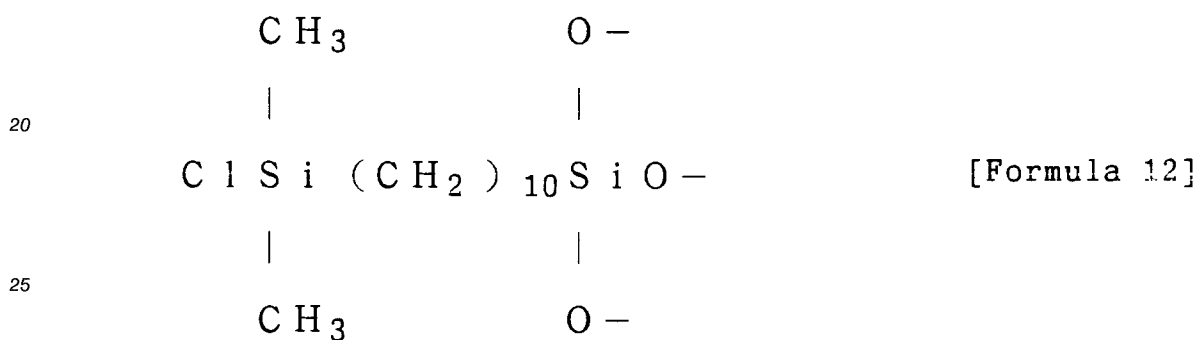 CH3 O−
| |
20
ClSi(CH2)10SiO− [Formula 12]
| |
25
CH3 O−